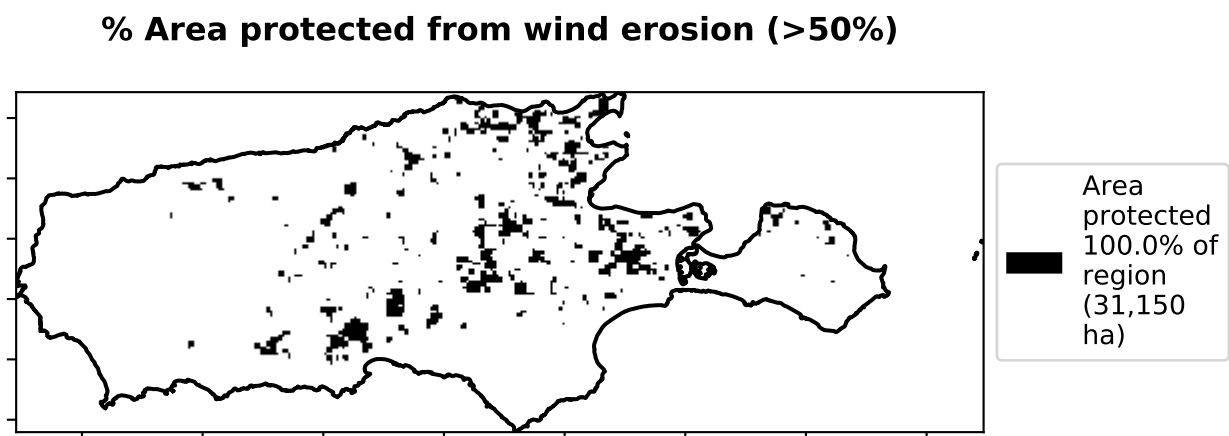 % Area protected from wind erosion (>50%)
Area
protected
100.0% of
region
(31,150
ha)